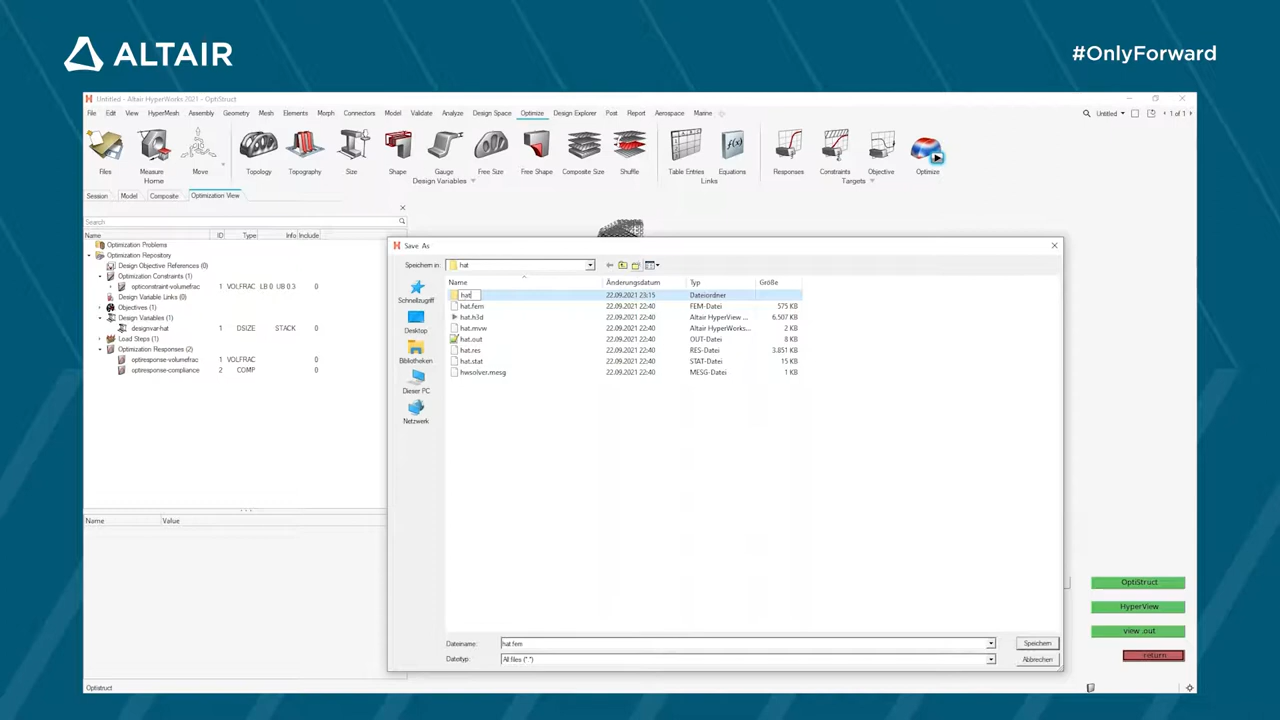 ALTAIR
#OnlyForward
Untitled - Altair HyperWorks 2021 - OptiStruct
File Edit View HyperMesh Assembly Geometry Mesh Elements Morph Connectors Model Validate Analyze Design Space Optimize Design Explorer Post Report Aerospace Marine
Untitled 1 of 1
Files Measure Move Topology Topography Size Shape Gauge Free Size Free Shape Composite Size Shuffle Table Entries Equations Responses Constraints Objective Optimize
Home Design Variables Links Targets
Session Model Composite Optimization View
Search
Name ID Type Info Include
Optimization Problems
Optimization Repository
Design Objective References (0)
Optimization Constraints (1)
opticonstraint-volumefrac 1 VOLFRAC LB 0 UB 0.3 0
Design Variable Links (0)
Objectives (1)
Design Variables (1)
designvar-hat 1 DSIZE STACK 0
Load Steps (1)
Optimization Responses (2)
optiresponse-volumefrac 1 VOLFRAC 0
optiresponse-compliance 2 COMP 0
Name Value
Optistruct
Save As
Speichern in: hat
Name Änderungsdatum Typ Größe
hat 22.09.2021 23:15 Dateiordner
hat.fem 22.09.2021 22:40 FEM-Datei 575 KB
hat.h3d 22.09.2021 22:40 Altair HyperView ... 6.507 KB
hat.mvw 22.09.2021 22:40 Altair HyperWorks... 2 KB
hat.out 22.09.2021 22:40 OUT-Datei 8 KB
hat.res 22.09.2021 22:40 RES-Datei 3.851 KB
hat.stat 22.09.2021 22:40 STAT-Datei 15 KB
hwsolver.mesg 22.09.2021 22:40 MESG-Datei 1 KB
Schnellzugriff
Desktop
Bibliotheken
Dieser PC
Netzwerk
Dateiname: hat.fem Speichern
Dateityp: All files (*.*) Abbrechen
OptiStruct
HyperView
view .out
return